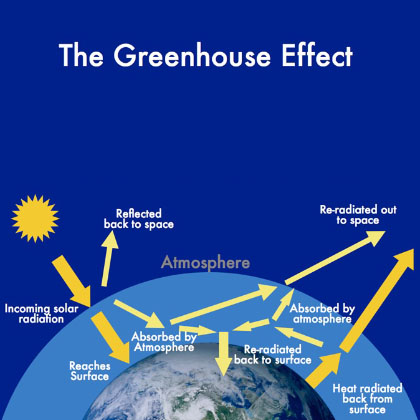 The Greenhouse Effect
Reflected
back to space
Re-radiated out
to space
Atmosphere
Incoming solar
radiation
Absorbed by
Atmosphere
Absorbed by
atmosphere
Re-radiated
back to surface
Reaches
Surface
Heat radiated
back from
surface